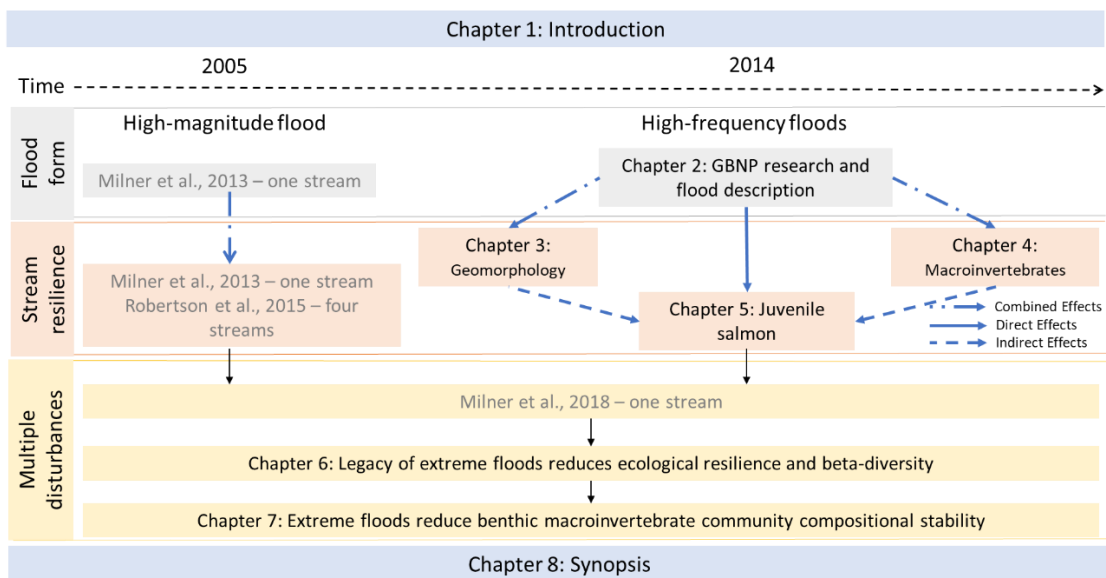 Chapter 1: Introduction
2005
2014
Time
Flood
form
High-magnitude flood
High-frequency floods
Milner et al., 2013 – one stream
Chapter 2: GBNP research and
flood description
Stream
resilience
Milner et al., 2013 – one stream
Robertson et al., 2015 – four
streams
Chapter 3:
Geomorphology
Chapter 4:
Macroinvertebrates
Chapter 5: Juvenile
salmon
Combined Effects
Direct Effects
Indirect Effects
Multiple
disturbances
Milner et al., 2018 – one stream
Chapter 6: Legacy of extreme floods reduces ecological resilience and beta-diversity
Chapter 7: Extreme floods reduce benthic macroinvertebrate community compositional stability
Chapter 8: Synopsis